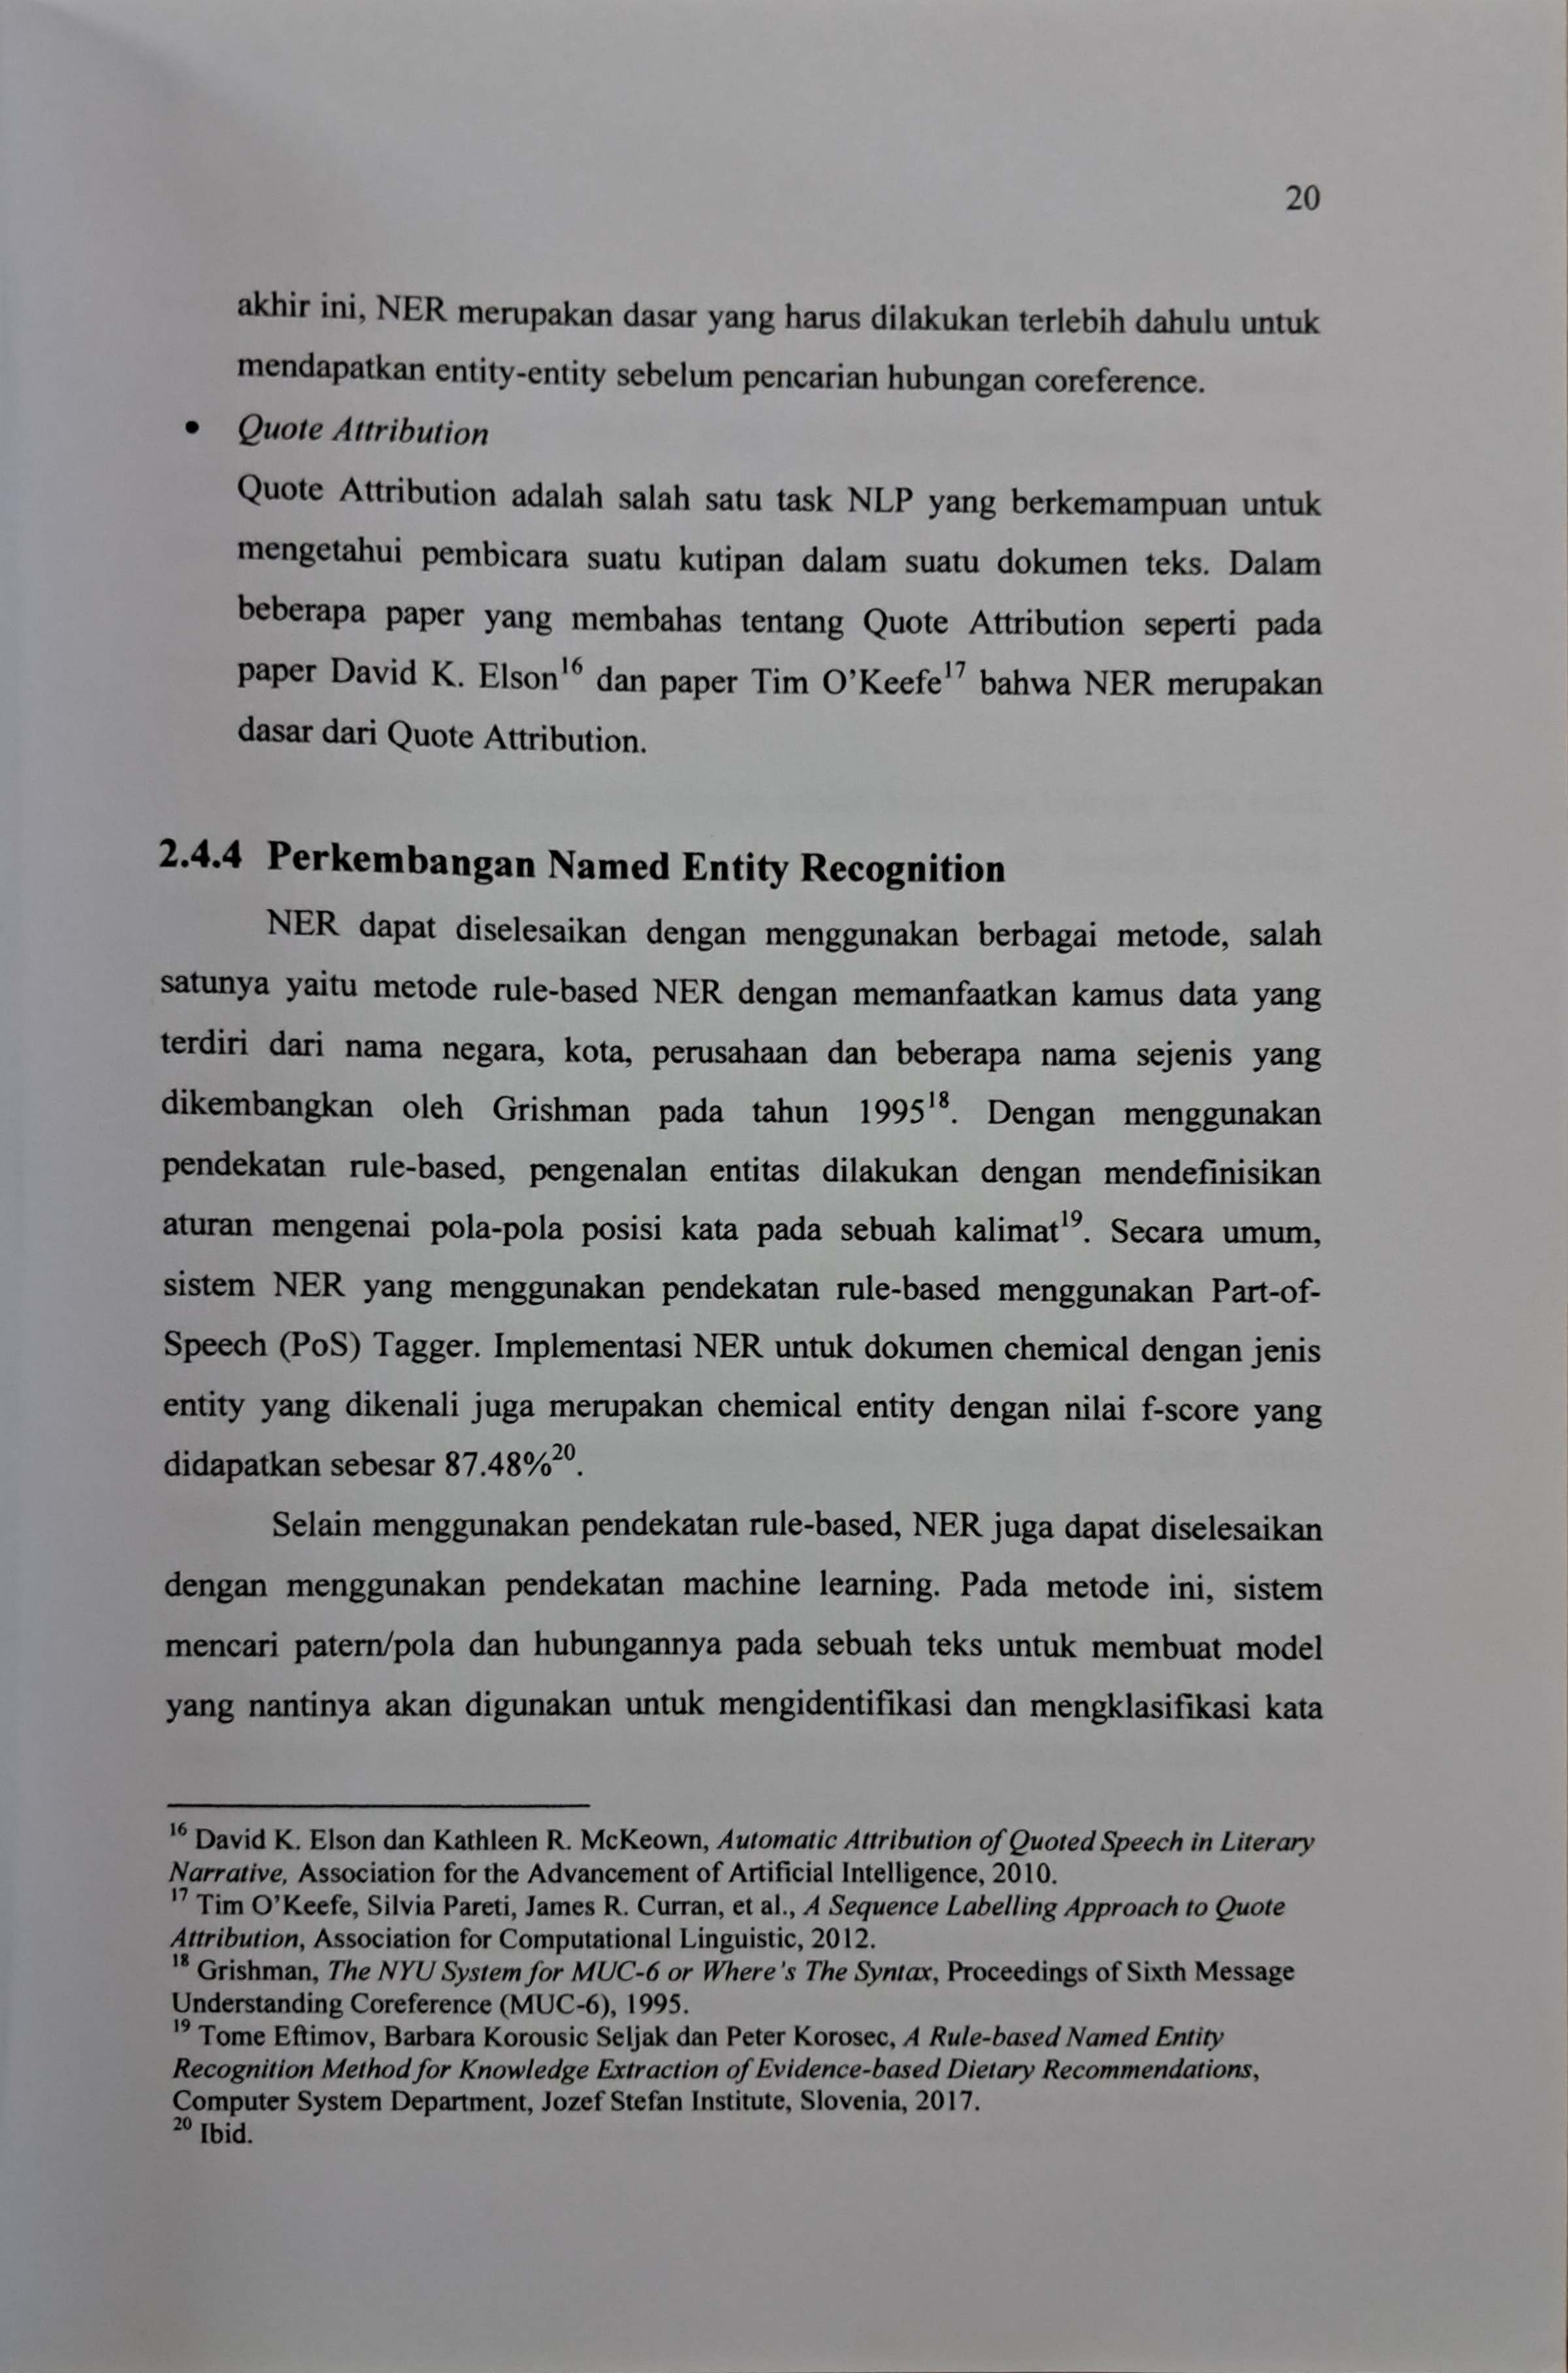 20
akhir ini, NER merupakan dasar yang harus dilakukan terlebih dahulu untuk
mendapatkan entity-entity sebelum pencarian hubungan coreference.
• Quote Attribution
Quote Attribution adalah salah satu task NLP yang berkemampuan untuk
mengetahui pembicara suatu kutipan dalam suatu dokumen teks. Dalam
beberapa paper yang membahas tentang Quote Attribution seperti pada
paper David K. Elson¹⁶ dan paper Tim O’Keefe¹⁷ bahwa NER merupakan
dasar dari Quote Attribution.
2.4.4 Perkembangan Named Entity Recognition
NER dapat diselesaikan dengan menggunakan berbagai metode, salah
satunya yaitu metode rule-based NER dengan memanfaatkan kamus data yang
terdiri dari nama negara, kota, perusahaan dan beberapa nama sejenis yang
dikembangkan oleh Grishman pada tahun 1995¹⁸. Dengan menggunakan
pendekatan rule-based, pengenalan entitas dilakukan dengan mendefinisikan
aturan mengenai pola-pola posisi kata pada sebuah kalimat¹⁹. Secara umum,
sistem NER yang menggunakan pendekatan rule-based menggunakan Part-of-
Speech (PoS) Tagger. Implementasi NER untuk dokumen chemical dengan jenis
entity yang dikenali juga merupakan chemical entity dengan nilai f-score yang
didapatkan sebesar 87.48%²⁰.
Selain menggunakan pendekatan rule-based, NER juga dapat diselesaikan
dengan menggunakan pendekatan machine learning. Pada metode ini, sistem
mencari patern/pola dan hubungannya pada sebuah teks untuk membuat model
yang nantinya akan digunakan untuk mengidentifikasi dan mengklasifikasi kata
¹⁶ David K. Elson dan Kathleen R. McKeown, Automatic Attribution of Quoted Speech in Literary
Narrative, Association for the Advancement of Artificial Intelligence, 2010.
¹⁷ Tim O’Keefe, Silvia Pareti, James R. Curran, et al., A Sequence Labelling Approach to Quote
Attribution, Association for Computational Linguistic, 2012.
¹⁸ Grishman, The NYU System for MUC-6 or Where's The Syntax, Proceedings of Sixth Message
Understanding Coreference (MUC-6), 1995.
¹⁹ Tome Eftimov, Barbara Korousic Seljak dan Peter Korosec, A Rule-based Named Entity
Recognition Method for Knowledge Extraction of Evidence-based Dietary Recommendations,
Computer System Department, Jozef Stefan Institute, Slovenia, 2017.
²⁰ Ibid.